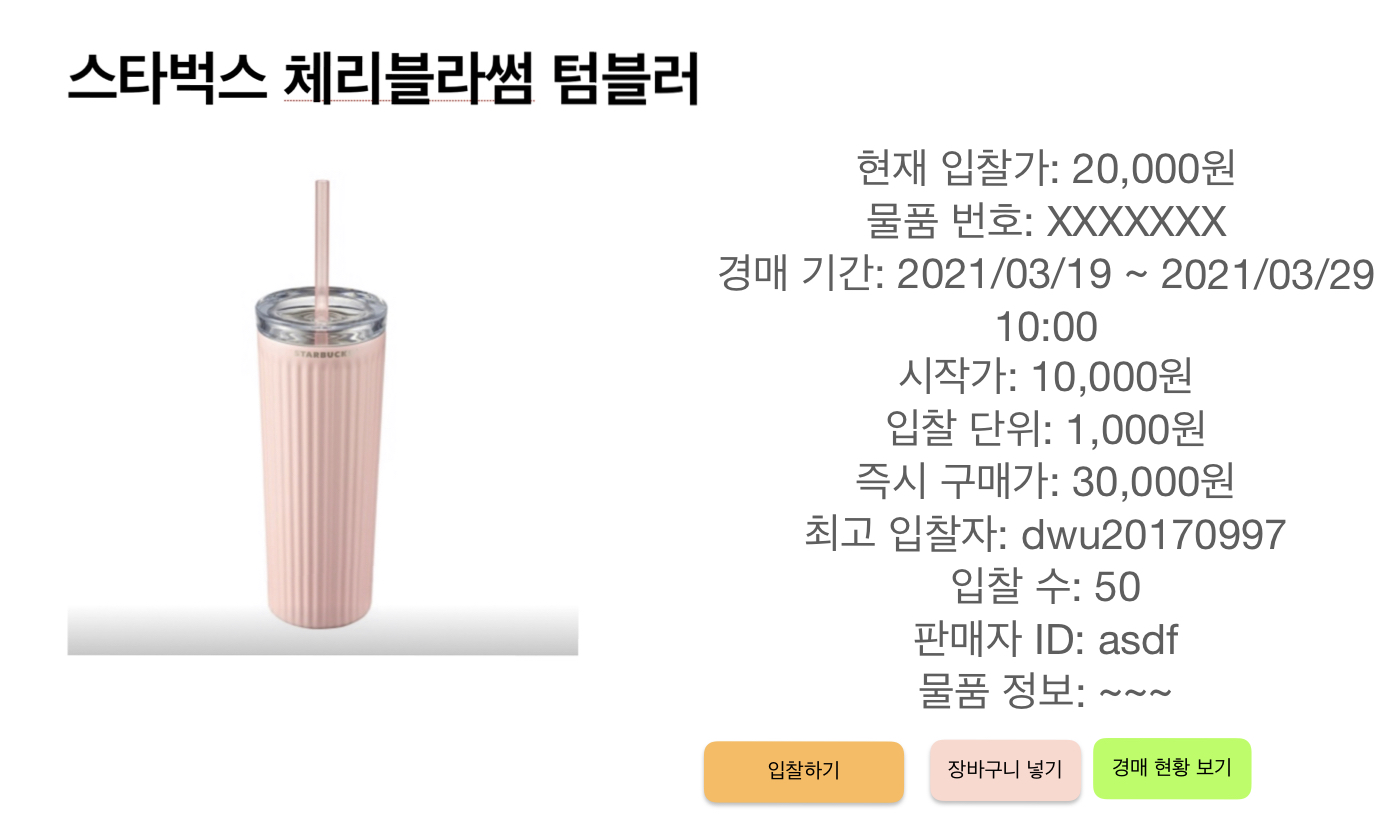 스타벅스 체리블라썸 텀블러
현재 입찰가: 20,000원
물품 번호: XXXXXXX
경매 기간: 2021/03/19 ~ 2021/03/29
10:00
시작가: 10,000원
입찰 단위: 1,000원
즉시 구매가: 30,000원
최고 입찰자: dwu20170997
입찰 수: 50
판매자 ID: asdf
물품 정보: ~~~
STARBUCK
입찰하기
장바구니 넣기
경매 현황 보기